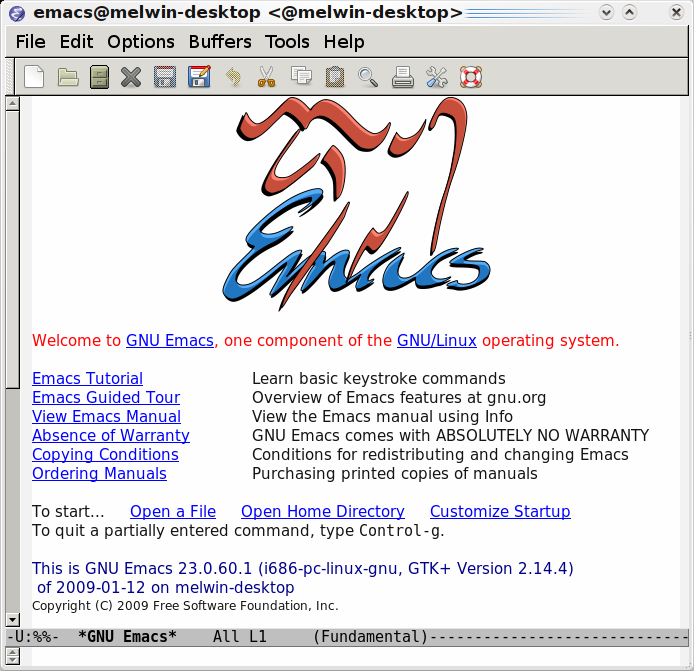 emacs@melwin-desktop <@melwin-desktop>
File Edit Options Buffers Tools Help
Emacs
Welcome to GNU Emacs, one component of the GNU/Linux operating system.
Emacs Tutorial Learn basic keystroke commands
Emacs Guided Tour Overview of Emacs features at gnu.org
View Emacs Manual View the Emacs manual using Info
Absence of Warranty GNU Emacs comes with ABSOLUTELY NO WARRANTY
Copying Conditions Conditions for redistributing and changing Emacs
Ordering Manuals Purchasing printed copies of manuals
To start... Open a File Open Home Directory Customize Startup
To quit a partially entered command, type Control-g.
This is GNU Emacs 23.0.60.1 (i686-pc-linux-gnu, GTK+ Version 2.14.4)
of 2009-01-12 on melwin-desktop
Copyright (C) 2009 Free Software Foundation, Inc.
-U:%%- *GNU Emacs* All L1 (Fundamental)-----------------------------